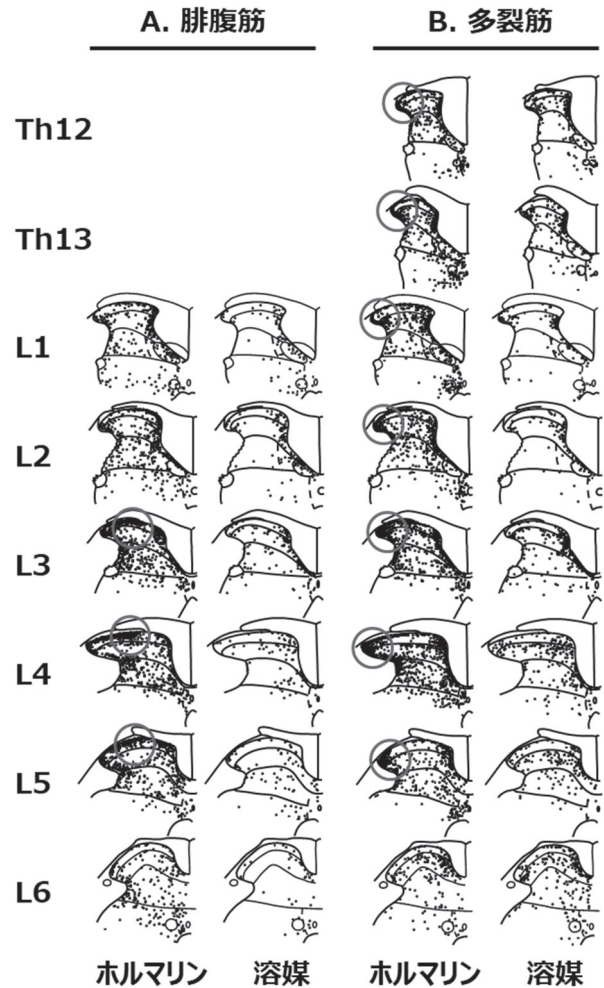 A. 腓腹筋
B. 多裂筋
Th12
Th13
L1
L2
L3
L4
L5
L6
ホルマリン 溶媒 ホルマリン 溶媒